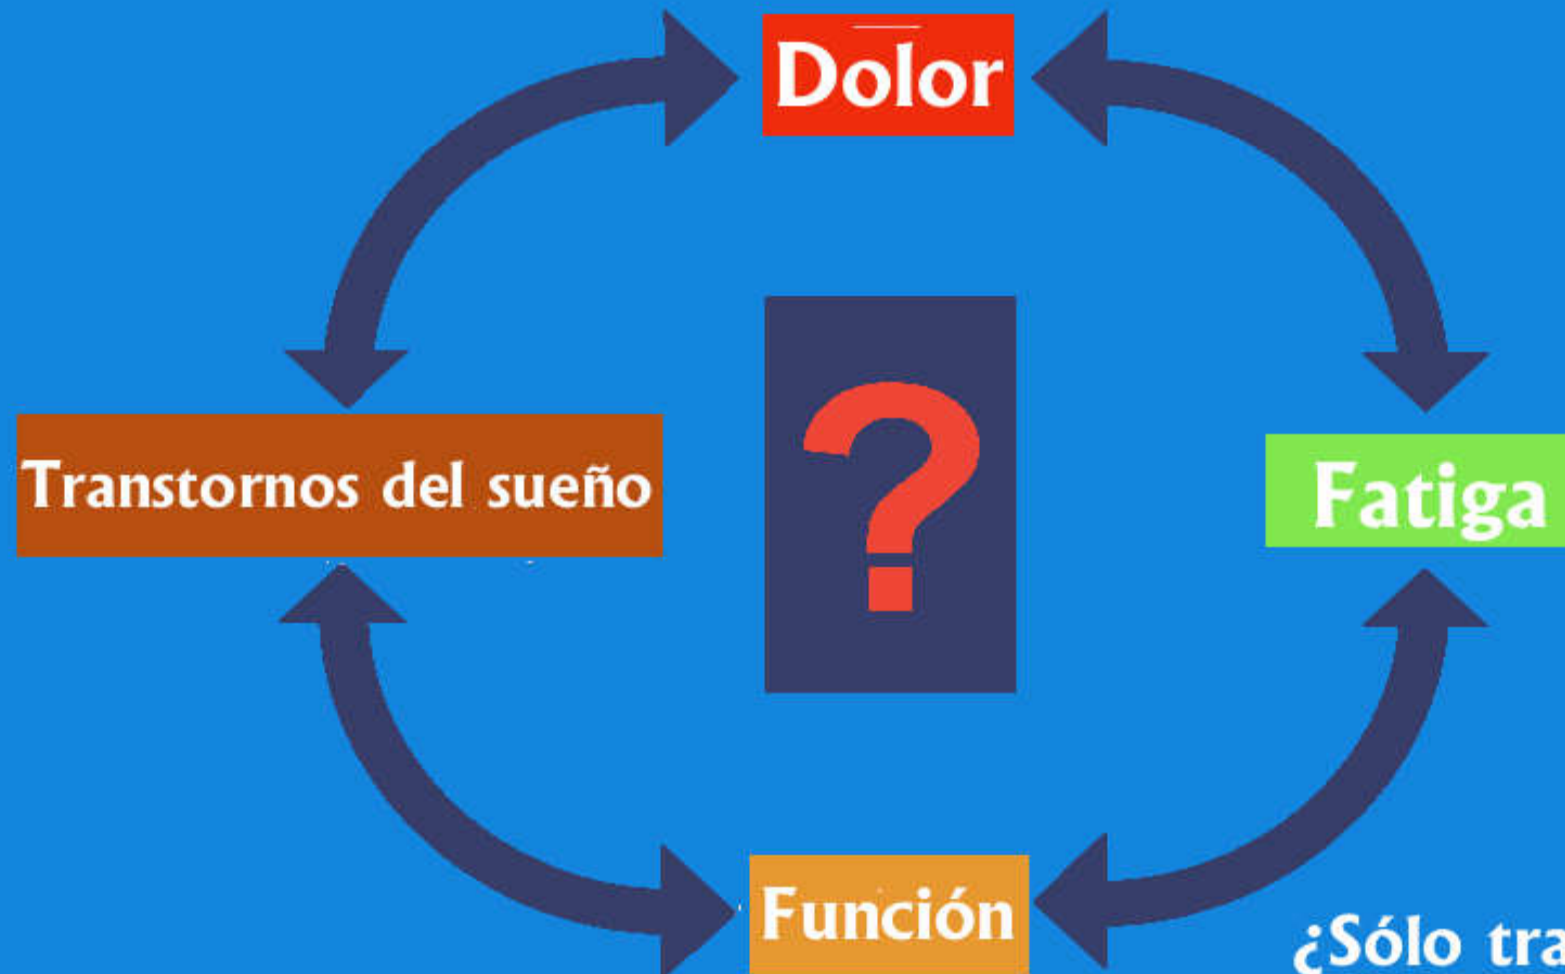 Dolor
?
Transtornos del sueño
Fatiga
Función
¿Sólo